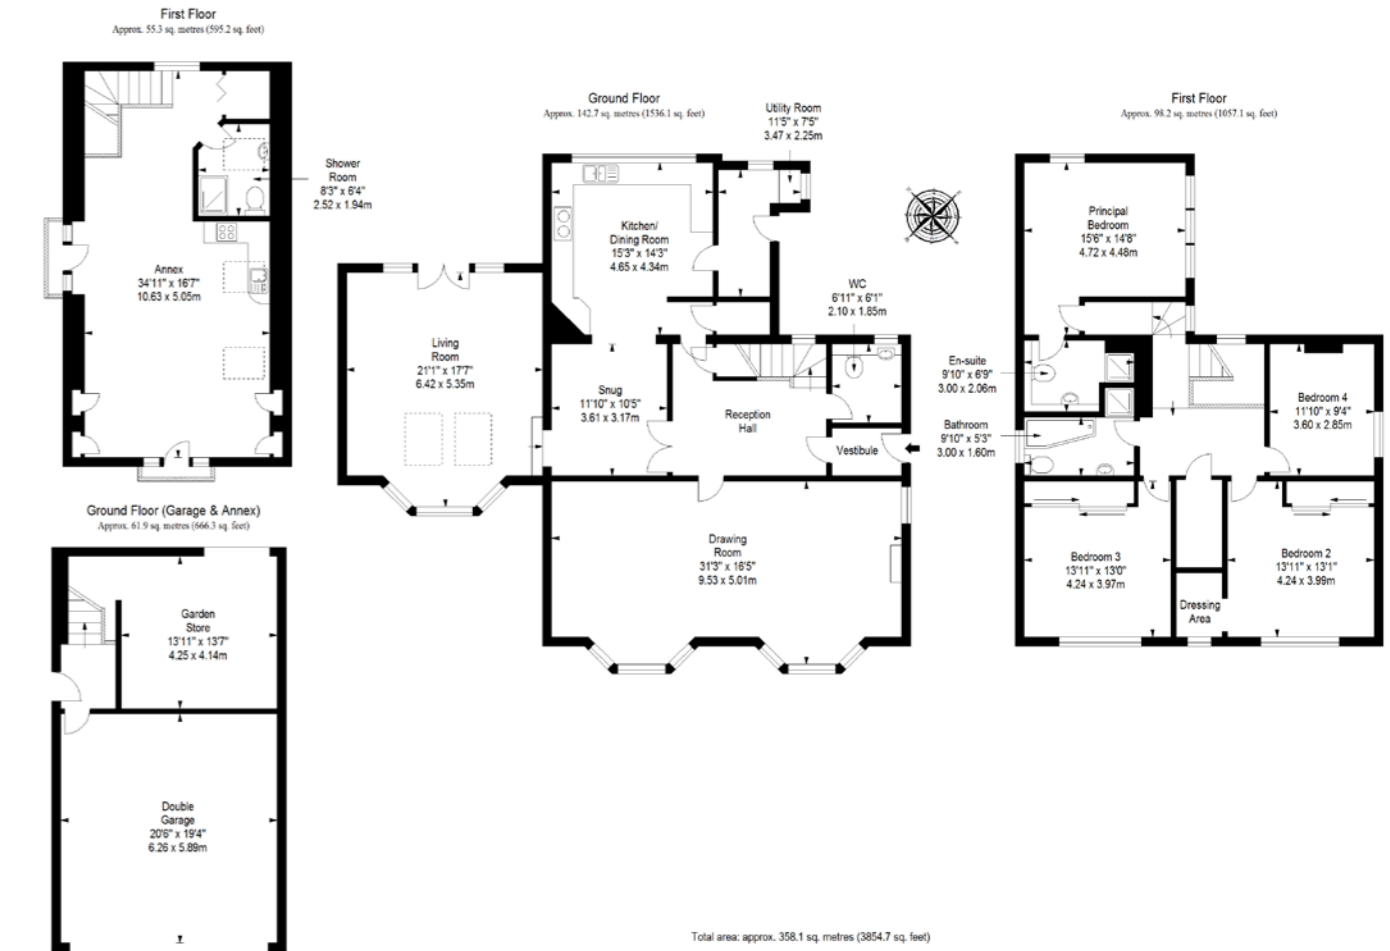 First Floor
Approx. 55.3 sq. metres (595.2 sq. feet)
Shower
Room
8'3" x 6'4"
2.52 x 1.94m
Annex
34'11" x 16'7"
10.63 x 5.05m
Ground Floor (Garage & Annex)
Approx. 61.9 sq. metres (666.3 sq. feet)
Garden
Store
13'11" x 13'7"
4.25 x 4.14m
Double
Garage
20'6" x 19'4"
6.26 x 5.89m
Ground Floor
Approx. 142.7 sq. metres (1536.1 sq. feet)
Utility Room
11'5" x 7'5"
3.47 x 2.25m
Kitchen/
Dining Room
15'3" x 14'3"
4.65 x 4.34m
WC
6'11" x 6'1"
2.10 x 1.85m
Living
Room
21'1" x 17'7"
6.42 x 5.35m
Snug
11'10" x 10'5"
3.61 x 3.17m
Reception
Hall
Vestibule
Drawing
Room
31'3" x 16'5"
9.53 x 5.01m
First Floor
Approx. 98.2 sq. metres (1057.1 sq. feet)
Principal
Bedroom
15'6" x 14'8"
4.72 x 4.48m
En-suite
9'10" x 6'9"
3.00 x 2.06m
Bathroom
9'10" x 5'3"
3.00 x 1.60m
Bedroom 4
11'10" x 9'4"
3.60 x 2.85m
Bedroom 3
13'11" x 13'0"
4.24 x 3.97m
Bedroom 2
13'11" x 13'1"
4.24 x 3.99m
Dressing
Area
Total area: approx. 358.1 sq. metres (3854.7 sq. feet)